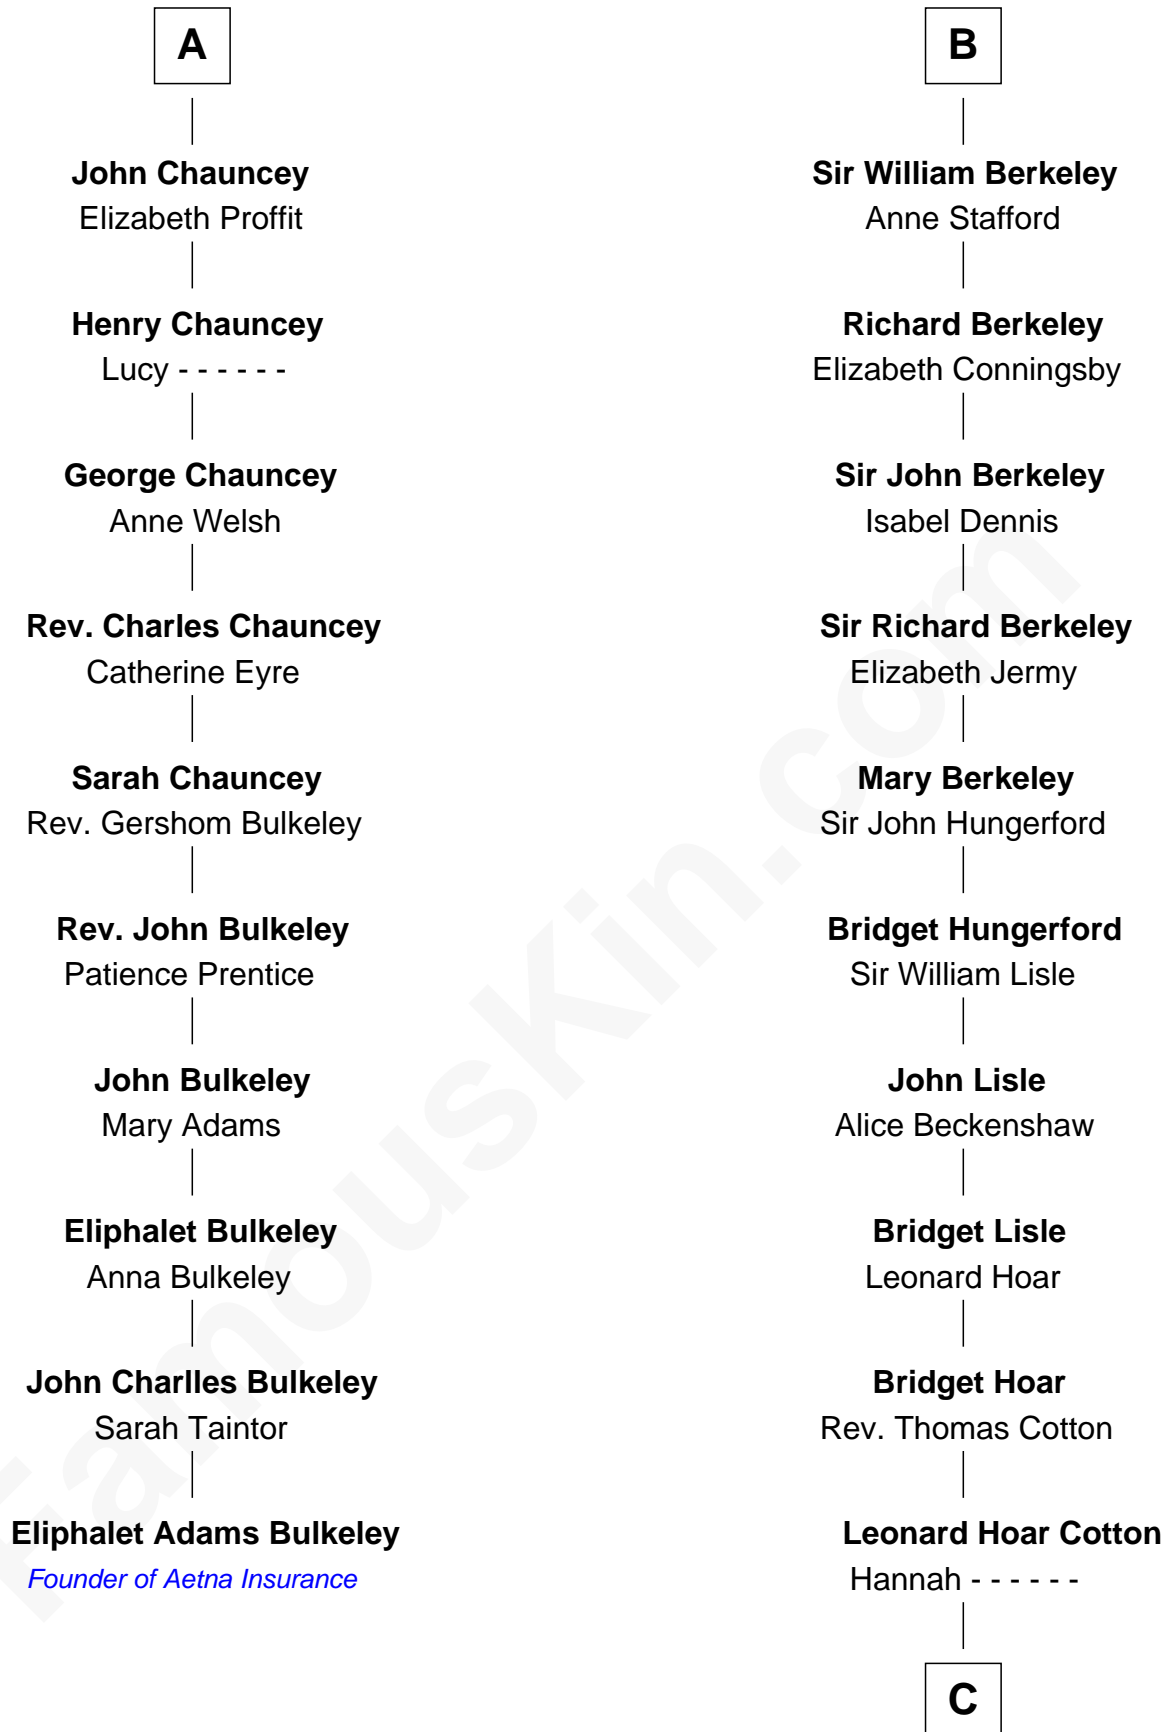 A
John Chauncey
Elizabeth Proffit
Henry Chauncey
Lucy - - - - - -
George Chauncey
Anne Welsh
Rev. Charles Chauncey
Catherine Eyre
Sarah Chauncey
Rev. Gershom Bulkeley
Rev. John Bulkeley
Patience Prentice
John Bulkeley
Mary Adams
Eliphalet Bulkeley
Anna Bulkeley
John Charlles Bulkeley
Sarah Taintor
Eliphalet Adams Bulkeley
Founder of Aetna Insurance
B
Sir William Berkeley
Anne Stafford
Richard Berkeley
Elizabeth Conningsby
Sir John Berkeley
Isabel Dennis
Sir Richard Berkeley
Elizabeth Jermy
Mary Berkeley
Sir John Hungerford
Bridget Hungerford
Sir William Lisle
John Lisle
Alice Beckenshaw
Bridget Lisle
Leonard Hoar
Bridget Hoar
Rev. Thomas Cotton
Leonard Hoar Cotton
Hannah - - - - - -
C
FamousKin.com